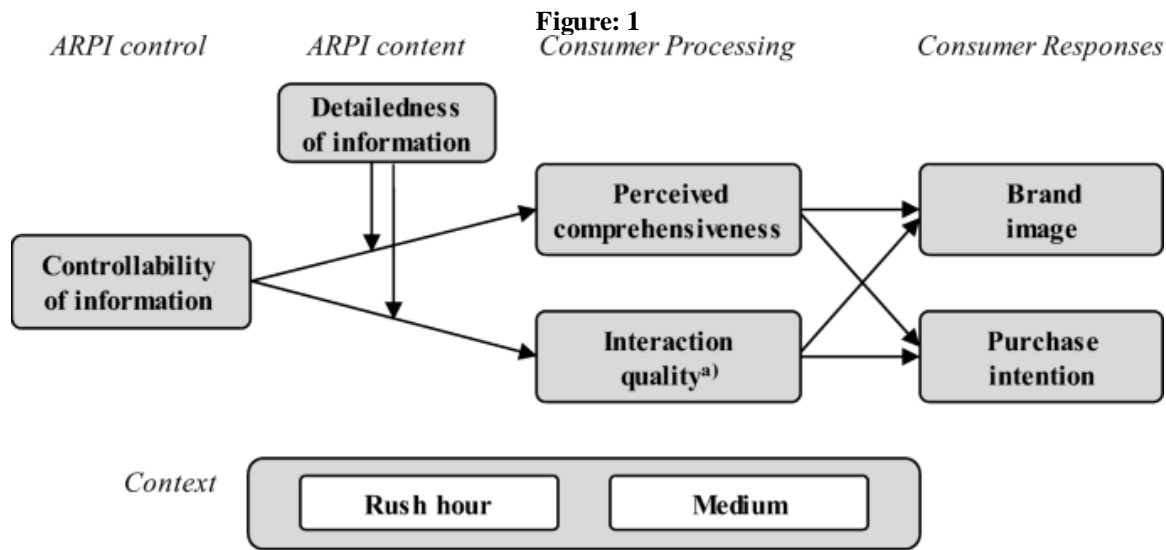 Figure: 1
ARPI control
ARPI content
Consumer Processing
Consumer Responses
Detailedness
of information
Perceived
comprehensiveness
Brand
image
Controllability
of information
Interaction
quality^a)
Purchase
intention
Context
Rush hour
Medium